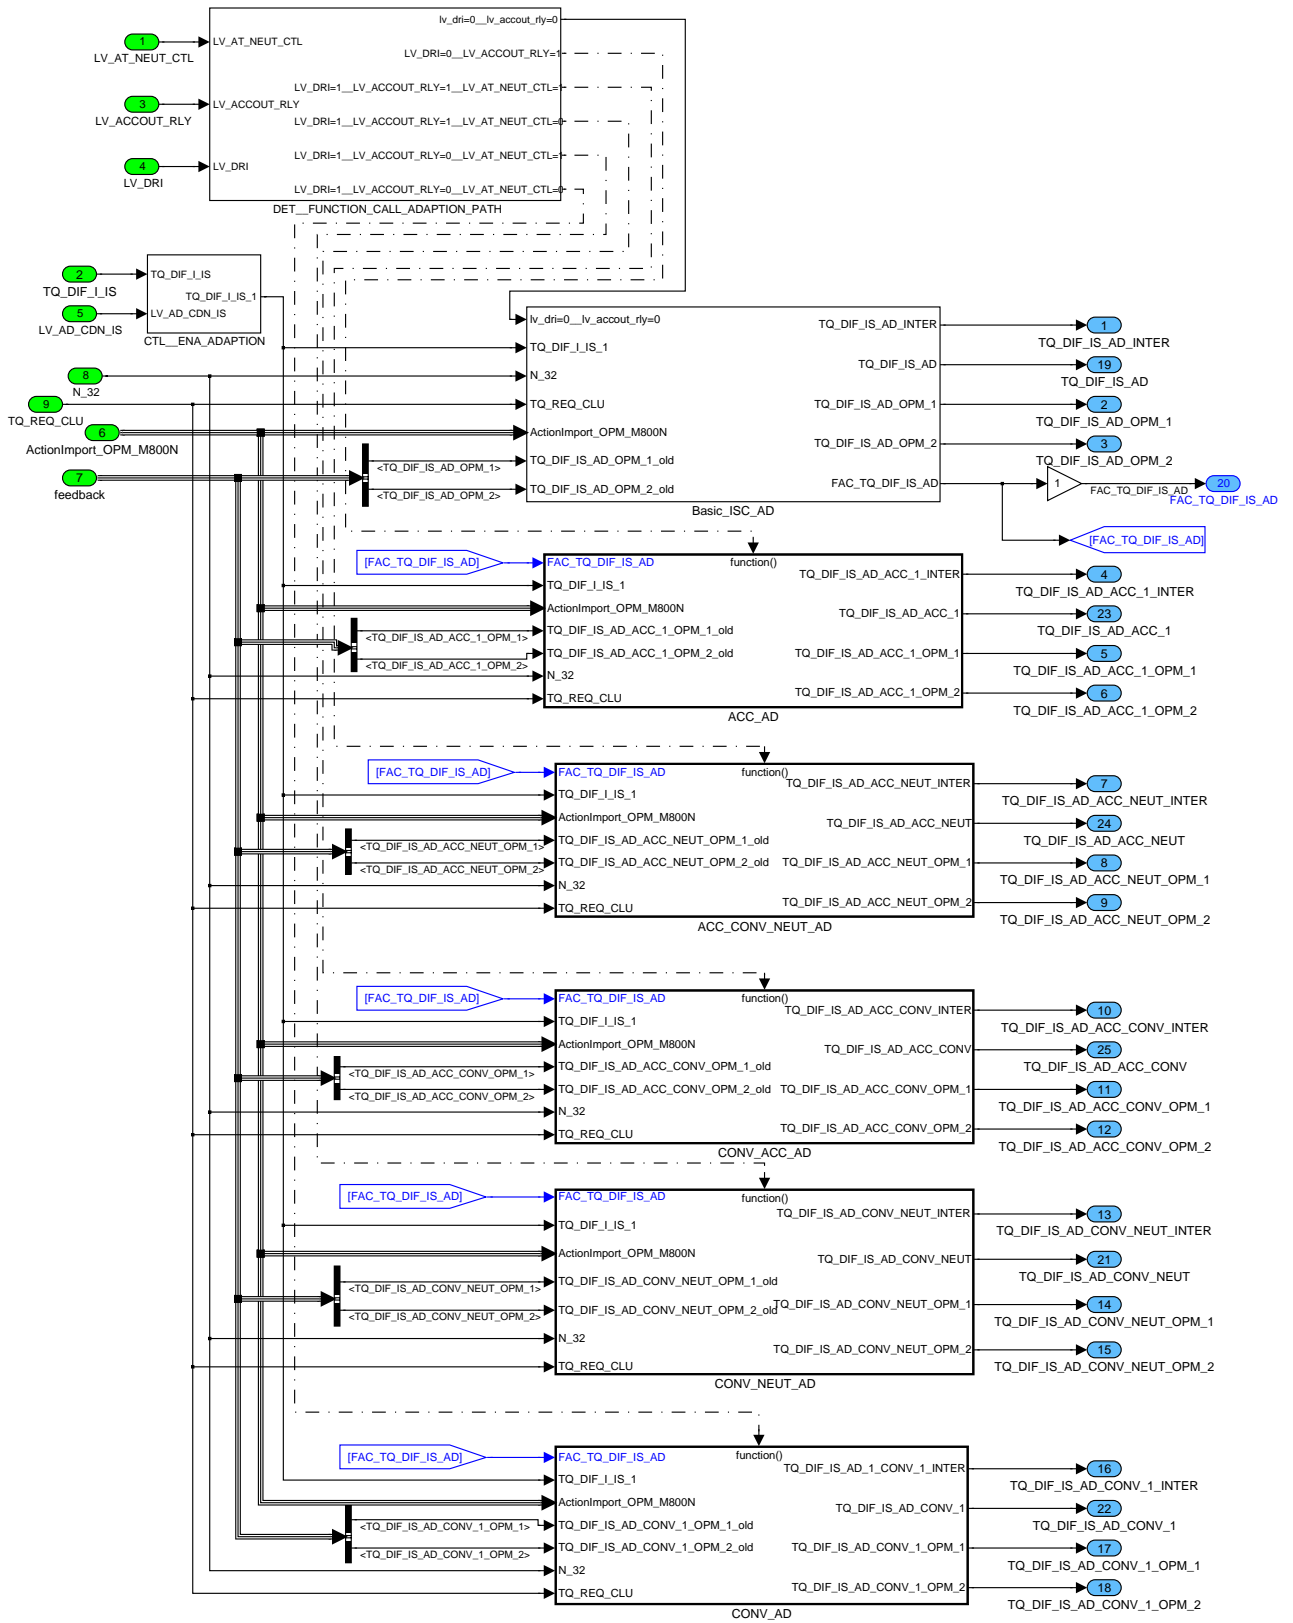 lv_dri=0__lv_accout_rly=0
1
LV_AT_NEUT_CTL
LV_AT_NEUT_CTL
LV_DRI=0__LV_ACCOUT_RLY=1
LV_DRI=1__LV_ACCOUT_RLY=1__LV_AT_NEUT_CTL=1
3
LV_ACCOUT_RLY
LV_ACCOUT_RLY
LV_DRI=1__LV_ACCOUT_RLY=1__LV_AT_NEUT_CTL=0
LV_DRI=1__LV_ACCOUT_RLY=0__LV_AT_NEUT_CTL=1
4
LV_DRI
LV_DRI
LV_DRI=1__LV_ACCOUT_RLY=0__LV_AT_NEUT_CTL=0
DET__FUNCTION_CALL_ADAPTION_PATH
2
TQ_DIF_I_IS
TQ_DIF_I_IS
TQ_DIF_I_IS_1
5
LV_AD_CDN_IS
LV_AD_CDN_IS
CTL__ENA_ADAPTION
8
N_32
9
TQ_REQ_CLU
6
ActionImport_OPM_M800N
7
feedback
<TQ_DIF_IS_AD_OPM_1>
<TQ_DIF_IS_AD_OPM_2>
lv_dri=0__lv_accout_rly=0
TQ_DIF_I_IS_1
N_32
TQ_REQ_CLU
ActionImport_OPM_M800N
TQ_DIF_IS_AD_OPM_1_old
TQ_DIF_IS_AD_OPM_2_old
TQ_DIF_IS_AD_INTER
TQ_DIF_IS_AD
TQ_DIF_IS_AD_OPM_1
TQ_DIF_IS_AD_OPM_2
FAC_TQ_DIF_IS_AD
Basic_ISC_AD
1
TQ_DIF_IS_AD_INTER
19
TQ_DIF_IS_AD
2
TQ_DIF_IS_AD_OPM_1
3
TQ_DIF_IS_AD_OPM_2
1
FAC_TQ_DIF_IS_AD
20
FAC_TQ_DIF_IS_AD
[FAC_TQ_DIF_IS_AD]
[FAC_TQ_DIF_IS_AD]
<TQ_DIF_IS_AD_ACC_1_OPM_1>
<TQ_DIF_IS_AD_ACC_1_OPM_2>
function()
FAC_TQ_DIF_IS_AD
TQ_DIF_I_IS_1
ActionImport_OPM_M800N
TQ_DIF_IS_AD_ACC_1_OPM_1_old
TQ_DIF_IS_AD_ACC_1_OPM_2_old
N_32
TQ_REQ_CLU
TQ_DIF_IS_AD_ACC_1_INTER
TQ_DIF_IS_AD_ACC_1
TQ_DIF_IS_AD_ACC_1_OPM_1
TQ_DIF_IS_AD_ACC_1_OPM_2
ACC_AD
4
TQ_DIF_IS_AD_ACC_1_INTER
23
TQ_DIF_IS_AD_ACC_1
5
TQ_DIF_IS_AD_ACC_1_OPM_1
6
TQ_DIF_IS_AD_ACC_1_OPM_2
[FAC_TQ_DIF_IS_AD]
<TQ_DIF_IS_AD_ACC_NEUT_OPM_1>
<TQ_DIF_IS_AD_ACC_NEUT_OPM_2>
function()
FAC_TQ_DIF_IS_AD
TQ_DIF_I_IS_1
ActionImport_OPM_M800N
TQ_DIF_IS_AD_ACC_NEUT_OPM_1_old
TQ_DIF_IS_AD_ACC_NEUT_OPM_2_old
N_32
TQ_REQ_CLU
TQ_DIF_IS_AD_ACC_NEUT_INTER
TQ_DIF_IS_AD_ACC_NEUT
TQ_DIF_IS_AD_ACC_NEUT_OPM_1
TQ_DIF_IS_AD_ACC_NEUT_OPM_2
ACC_CONV_NEUT_AD
7
TQ_DIF_IS_AD_ACC_NEUT_INTER
24
TQ_DIF_IS_AD_ACC_NEUT
8
TQ_DIF_IS_AD_ACC_NEUT_OPM_1
9
TQ_DIF_IS_AD_ACC_NEUT_OPM_2
[FAC_TQ_DIF_IS_AD]
<TQ_DIF_IS_AD_ACC_CONV_OPM_1>
<TQ_DIF_IS_AD_ACC_CONV_OPM_2>
function()
FAC_TQ_DIF_IS_AD
TQ_DIF_I_IS_1
ActionImport_OPM_M800N
TQ_DIF_IS_AD_ACC_CONV_OPM_1_old
TQ_DIF_IS_AD_ACC_CONV_OPM_2_old
N_32
TQ_REQ_CLU
TQ_DIF_IS_AD_ACC_CONV_INTER
TQ_DIF_IS_AD_ACC_CONV
TQ_DIF_IS_AD_ACC_CONV_OPM_1
TQ_DIF_IS_AD_ACC_CONV_OPM_2
CONV_ACC_AD
10
TQ_DIF_IS_AD_ACC_CONV_INTER
25
TQ_DIF_IS_AD_ACC_CONV
11
TQ_DIF_IS_AD_ACC_CONV_OPM_1
12
TQ_DIF_IS_AD_ACC_CONV_OPM_2
[FAC_TQ_DIF_IS_AD]
<TQ_DIF_IS_AD_CONV_NEUT_OPM_1>
<TQ_DIF_IS_AD_CONV_NEUT_OPM_2>
function()
FAC_TQ_DIF_IS_AD
TQ_DIF_I_IS_1
ActionImport_OPM_M800N
TQ_DIF_IS_AD_CONV_NEUT_OPM_1_old
TQ_DIF_IS_AD_CONV_NEUT_OPM_2_old
N_32
TQ_REQ_CLU
TQ_DIF_IS_AD_CONV_NEUT_INTER
TQ_DIF_IS_AD_CONV_NEUT
TQ_DIF_IS_AD_CONV_NEUT_OPM_1
TQ_DIF_IS_AD_CONV_NEUT_OPM_2
CONV_NEUT_AD
13
TQ_DIF_IS_AD_CONV_NEUT_INTER
21
TQ_DIF_IS_AD_CONV_NEUT
14
TQ_DIF_IS_AD_CONV_NEUT_OPM_1
15
TQ_DIF_IS_AD_CONV_NEUT_OPM_2
[FAC_TQ_DIF_IS_AD]
<TQ_DIF_IS_AD_CONV_1_OPM_1>
<TQ_DIF_IS_AD_CONV_1_OPM_2>
function()
FAC_TQ_DIF_IS_AD
TQ_DIF_I_IS_1
ActionImport_OPM_M800N
TQ_DIF_IS_AD_CONV_1_OPM_1_old
TQ_DIF_IS_AD_CONV_1_OPM_2_old
N_32
TQ_REQ_CLU
TQ_DIF_IS_AD_1_CONV_1_INTER
TQ_DIF_IS_AD_CONV_1
TQ_DIF_IS_AD_CONV_1_OPM_1
TQ_DIF_IS_AD_CONV_1_OPM_2
CONV_AD
16
TQ_DIF_IS_AD_CONV_1_INTER
22
TQ_DIF_IS_AD_CONV_1
17
TQ_DIF_IS_AD_CONV_1_OPM_1
18
TQ_DIF_IS_AD_CONV_1_OPM_2